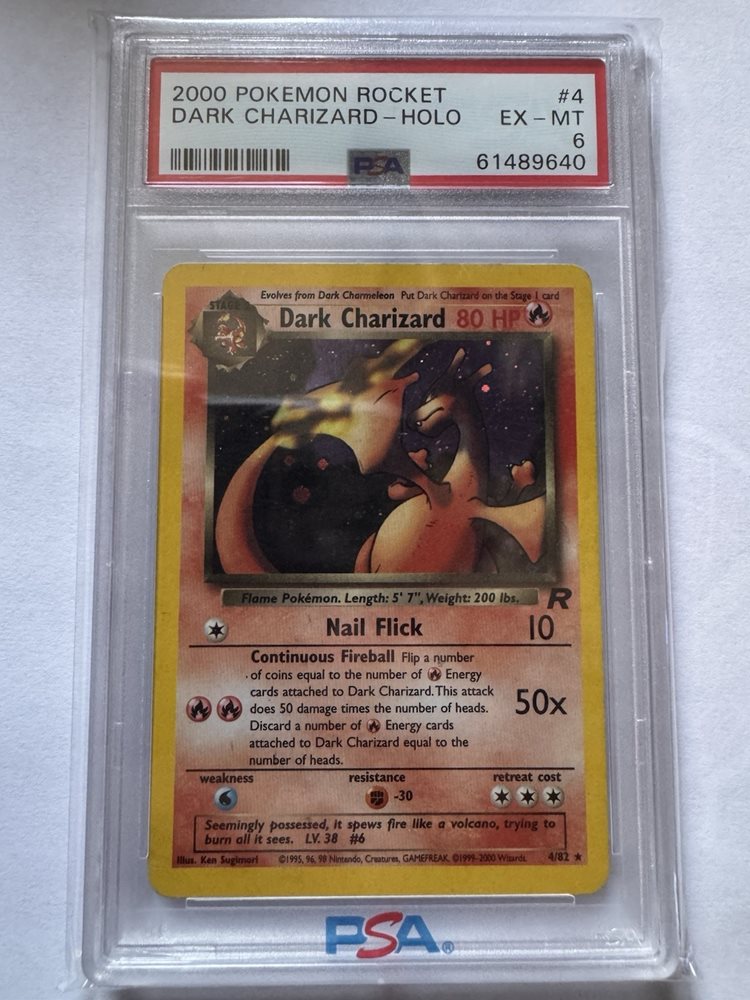 2000 POKEMON ROCKET #4
DARK CHARIZARD - HOLO EX - MT
6
PSA 61489640
Evolves from Dark Charmeleon Put Dark Charizard on the Stage 1 card
STAGE
Dark Charizard 80 HP
Flame Pokémon. Length: 5' 7", Weight: 200 lbs.
R
Nail Flick 10
Continuous Fireball Flip a number
of coins equal to the number of Energy
cards attached to Dark Charizard. This attack
does 50 damage times the number of heads. 50x
Discard a number of Energy cards
attached to Dark Charizard equal to the
number of heads.
weakness resistance retreat cost
-30
Seemingly possessed, it spews fire like a volcano, trying to
burn all it sees. LV. 38 #6
Illus. Ken Sugimori ©1995, 96, 98 Nintendo, Creatures, GAMEFREAK. ©1999-2000 Wizards. 4/82 ★
PSA®